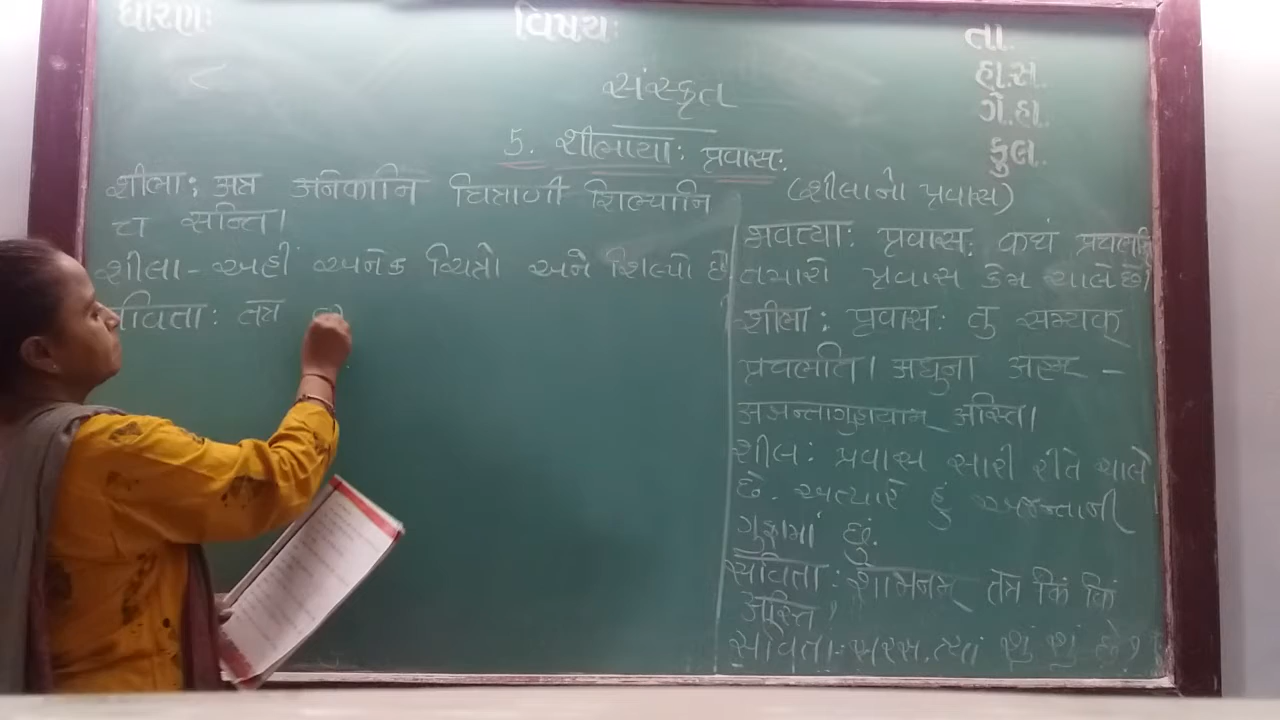 ધોરણઃ
વિષયઃ
તા.
૮
હા.સ.
ગે.હા.
કુલ.
સંસ્કૃત
5. शीलायाः प्रवासः
(શીલાનો પ્રવાસ)
शीला: अत्र अनेकानि चित्राणी शिल्पानि
च सन्ति।
શીલા - અહીં અનેક ચિત્રો અને શિલ્પો છે
सविता: तत्र
भवत्याः प्रवासः कथं प्रचलति
તમારો પ્રવાસ કેમ ચાલે છે।
शीला: प्रवासः तु सम्यक्
प्रचलति। अधुना अहम् -
अजन्तागुहायाम् अस्ति।
શીલ: પ્રવાસ સારી રીતે ચાલે
છે. અત્યારે હું અજન્તાની
ગુફામાં છું.
सविता: शोभनम् तत्र किं किं
अस्ति,
સવિતા-સરસ.ત્યાં શું શું છે?